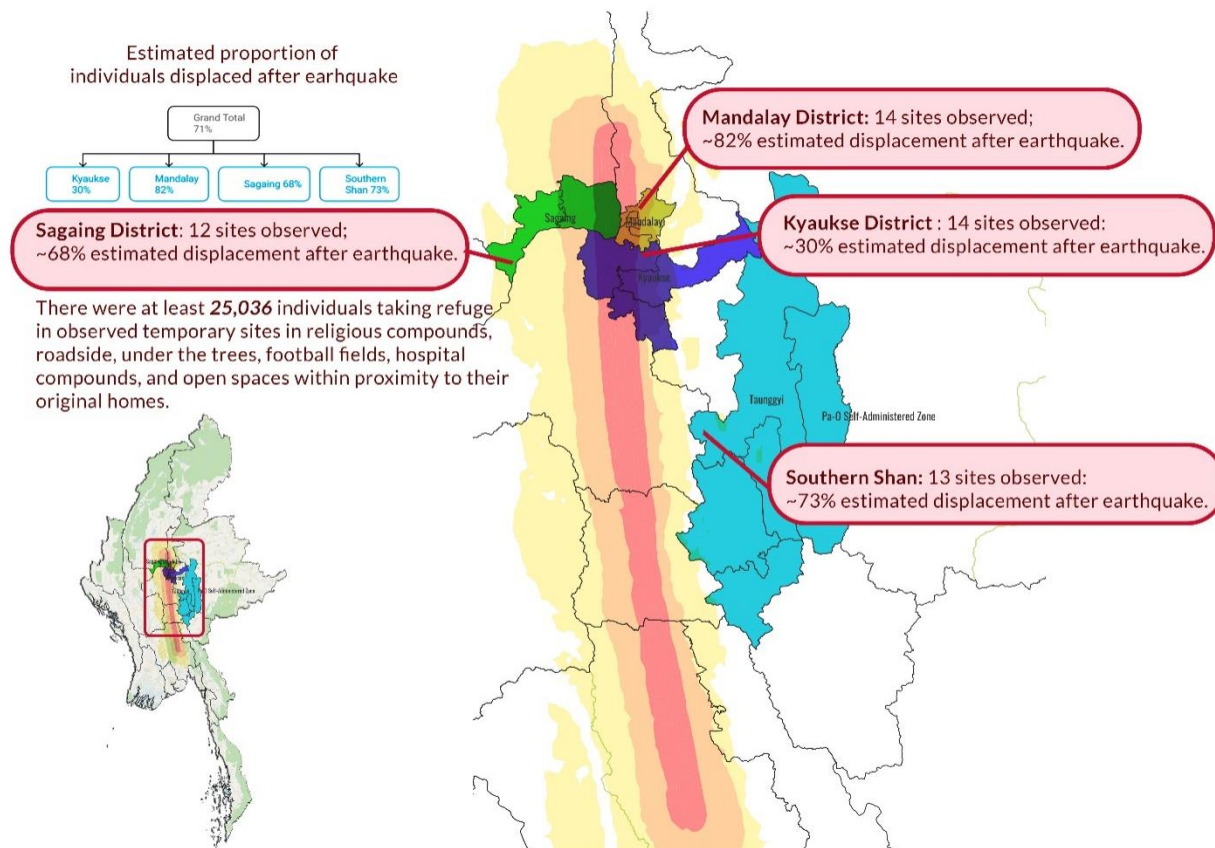 Estimated proportion of
individuals displaced after earhquake
Grand Total
71%
Kyaukse
30%
Mandalay
82%
Sagaing 68%
Southern
Shan 73%
Mandalay District: 14 sites observed;
~82% estimated displacement after earthquake.
Sagaing District: 12 sites observed;
~68% estimated displacement after earthquake.
Kyaukse District : 14 sites observed:
~30% estimated displacement after earthquake.
There were at least 25,036 individuals taking refuge
in observed temporary sites in religious compounds,
roadside, under the trees, football fields, hospital
compounds, and open spaces within proximity to their
original homes.
Sagaing
Mandalay
Kyaukse
Taunggyi
Pa-O Self-Administered Zone
Southern Shan: 13 sites observed:
~73% estimated displacement after earthquake.
Pa-O Self-Administered Zone